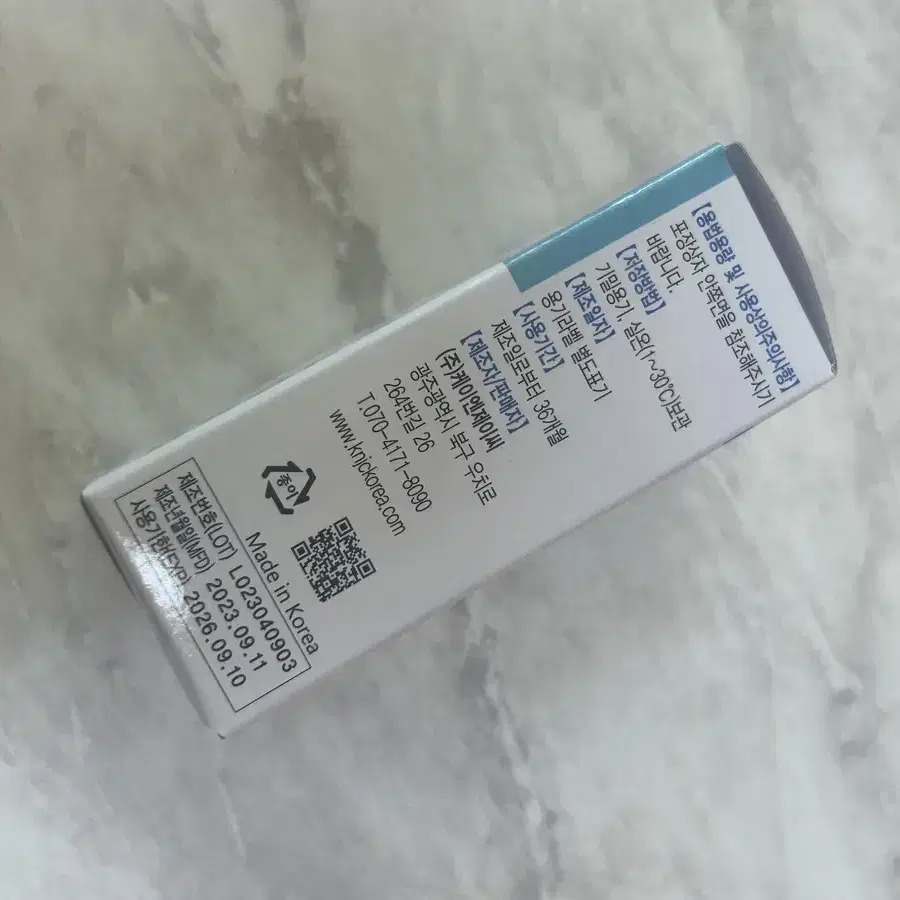 [용법용량 및 사용상의주의사항]
포장상자 안쪽면을 참조해주시기
바랍니다.
[저장방법]
기밀용기, 실온(1~30℃)보관
[제조일자]
용기라벨 별도표기
[사용기간]
제조일로부터 36개월
[제조자/판매자]
(주)케이엔제이씨
광주광역시 북구 우치로
264번길 26
T.070-4171-8090
www.knjckorea.com
종이
Made in Korea
제조번호(LOT) L023040903
제조년월일(MFD) 2023.09.11
사용기한(EXP) 2026.09.10